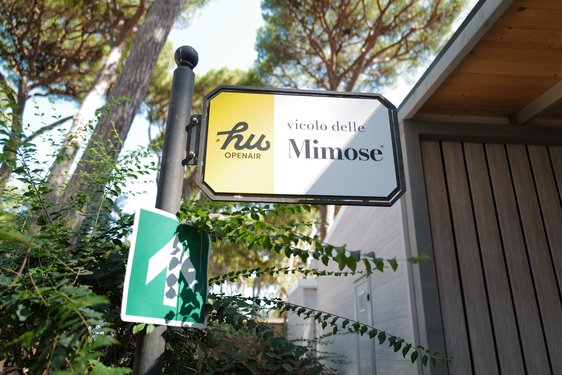 hu
OPENAIR
vicolo delle
Mimose